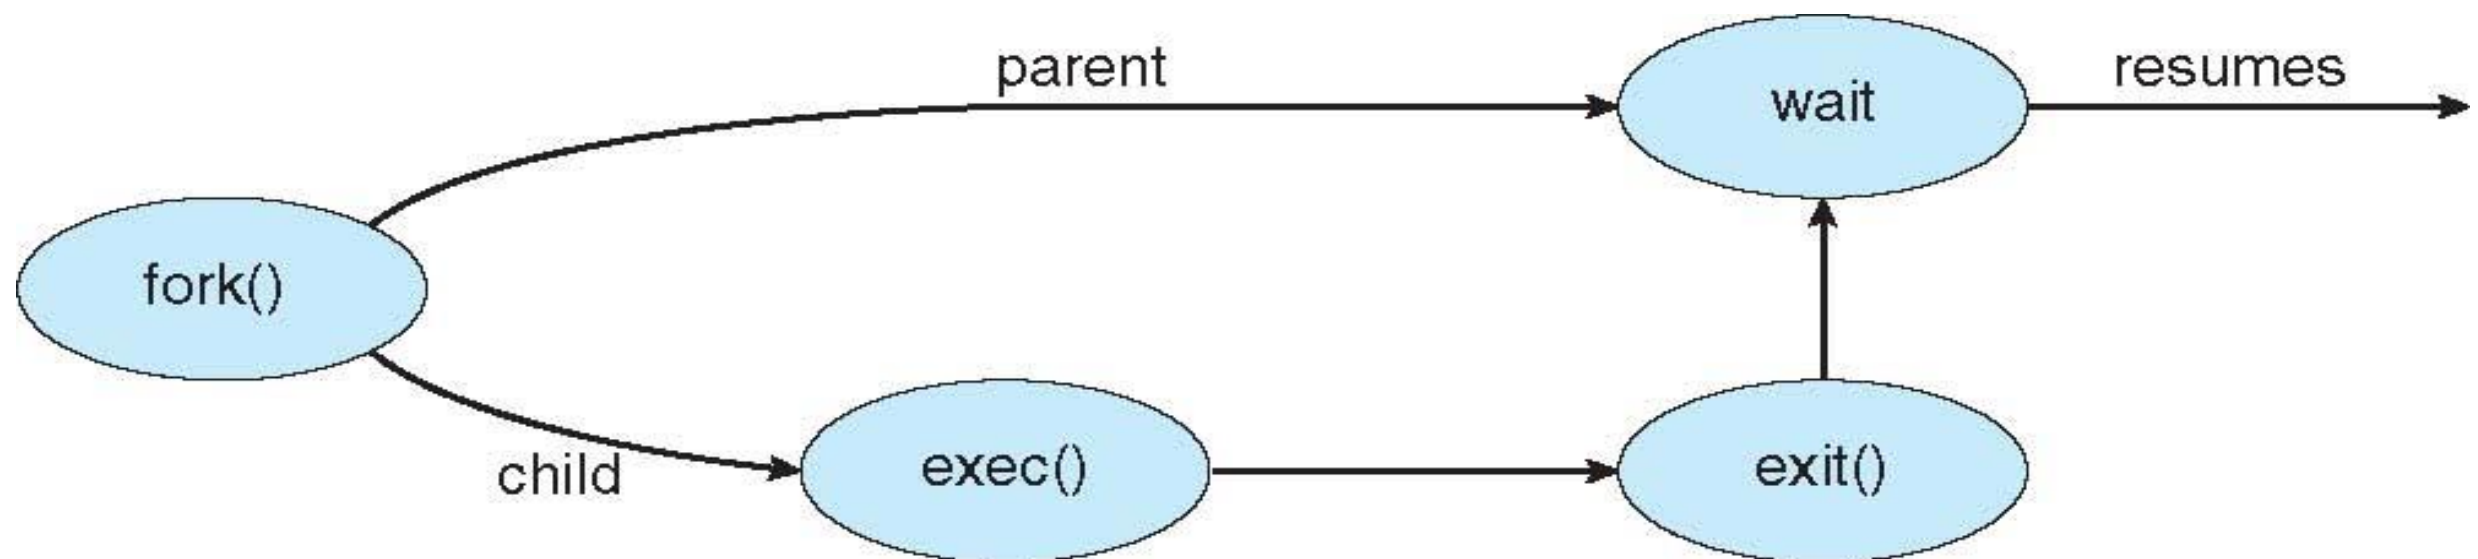 parent
wait
resumes
fork()
child
exec()
exit()